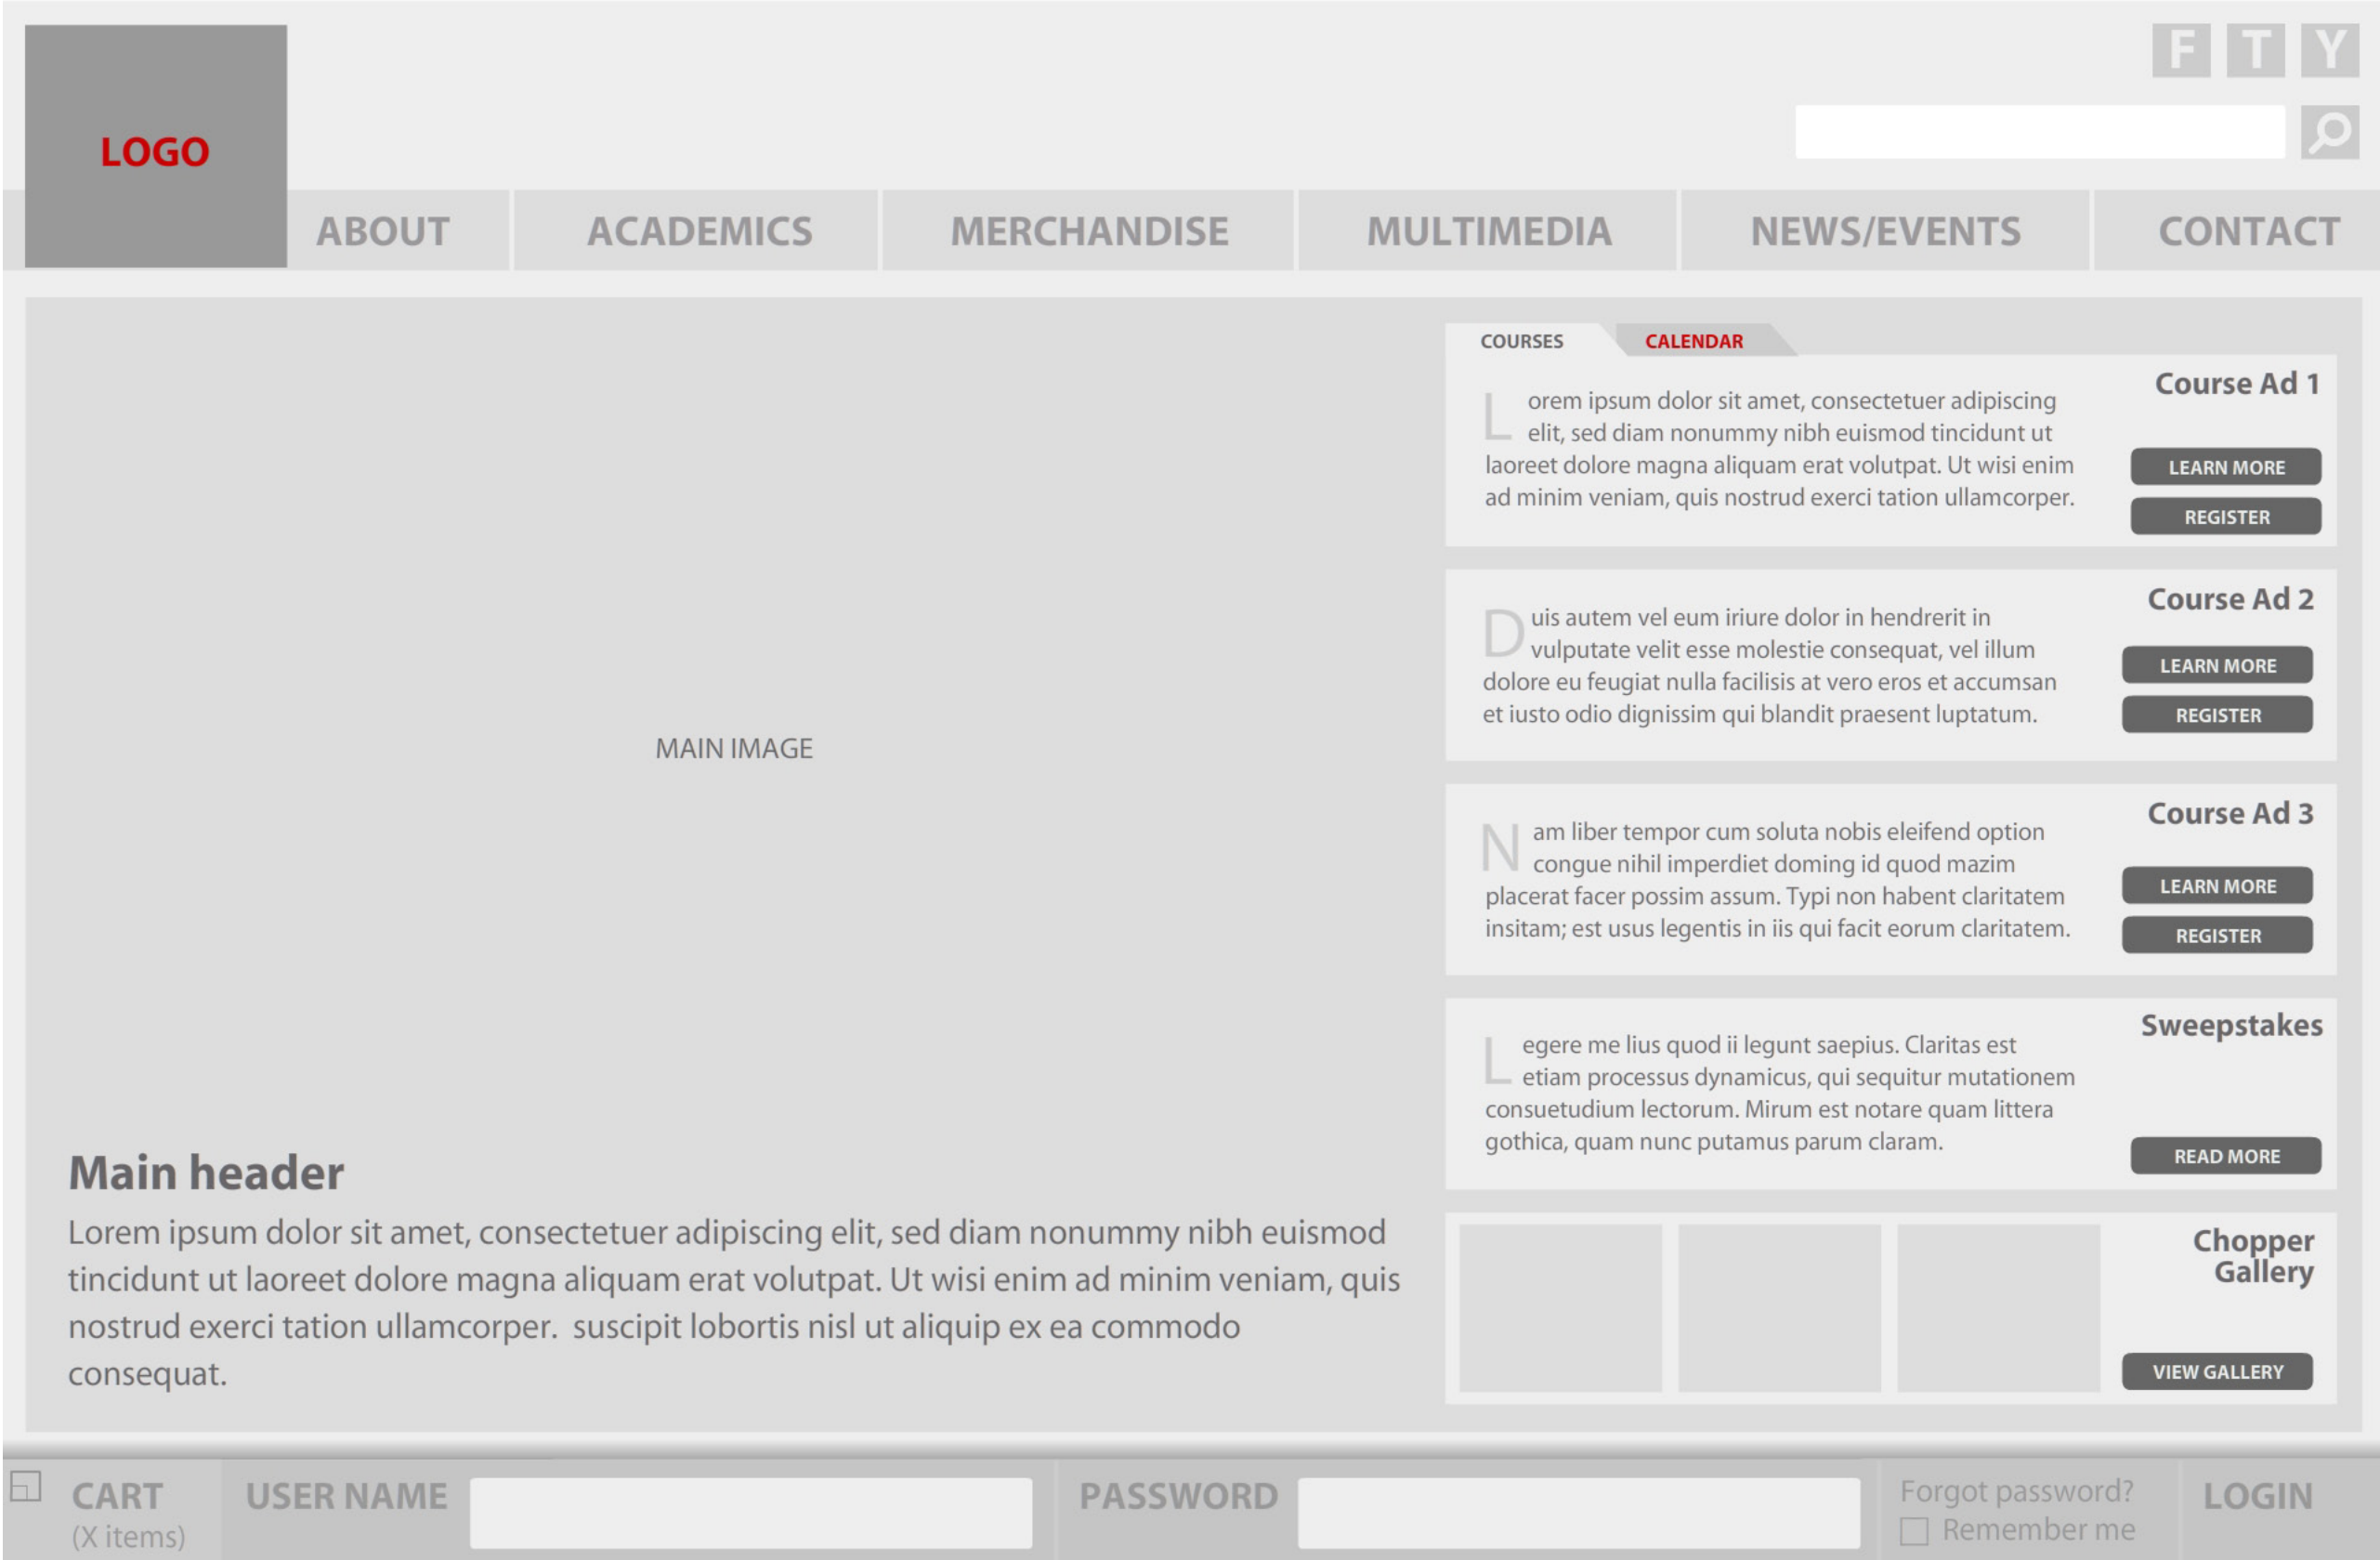 F T Y
LOGO
ABOUT ACADEMICS MERCHANDISE MULTIMEDIA NEWS/EVENTS CONTACT
MAIN IMAGE
Main header
Lorem ipsum dolor sit amet, consectetuer adipiscing elit, sed diam nonummy nibh euismod
tincidunt ut laoreet dolore magna aliquam erat volutpat. Ut wisi enim ad minim veniam, quis
nostrud exerci tation ullamcorper.  suscipit lobortis nisl ut aliquip ex ea commodo
consequat.
COURSES CALENDAR
Course Ad 1
Lorem ipsum dolor sit amet, consectetuer adipiscing
elit, sed diam nonummy nibh euismod tincidunt ut
laoreet dolore magna aliquam erat volutpat. Ut wisi enim
ad minim veniam, quis nostrud exerci tation ullamcorper.
LEARN MORE
REGISTER
Course Ad 2
Duis autem vel eum iriure dolor in hendrerit in
vulputate velit esse molestie consequat, vel illum
dolore eu feugiat nulla facilisis at vero eros et accumsan
et iusto odio dignissim qui blandit praesent luptatum.
LEARN MORE
REGISTER
Course Ad 3
Nam liber tempor cum soluta nobis eleifend option
congue nihil imperdiet doming id quod mazim
placerat facer possim assum. Typi non habent claritatem
insitam; est usus legentis in iis qui facit eorum claritatem.
LEARN MORE
REGISTER
Sweepstakes
Legere me lius quod ii legunt saepius. Claritas est
etiam processus dynamicus, qui sequitur mutationem
consuetudium lectorum. Mirum est notare quam littera
gothica, quam nunc putamus parum claram.
READ MORE
Chopper
Gallery
VIEW GALLERY
CART
(X items)
USER NAME
PASSWORD
Forgot password?
Remember me
LOGIN